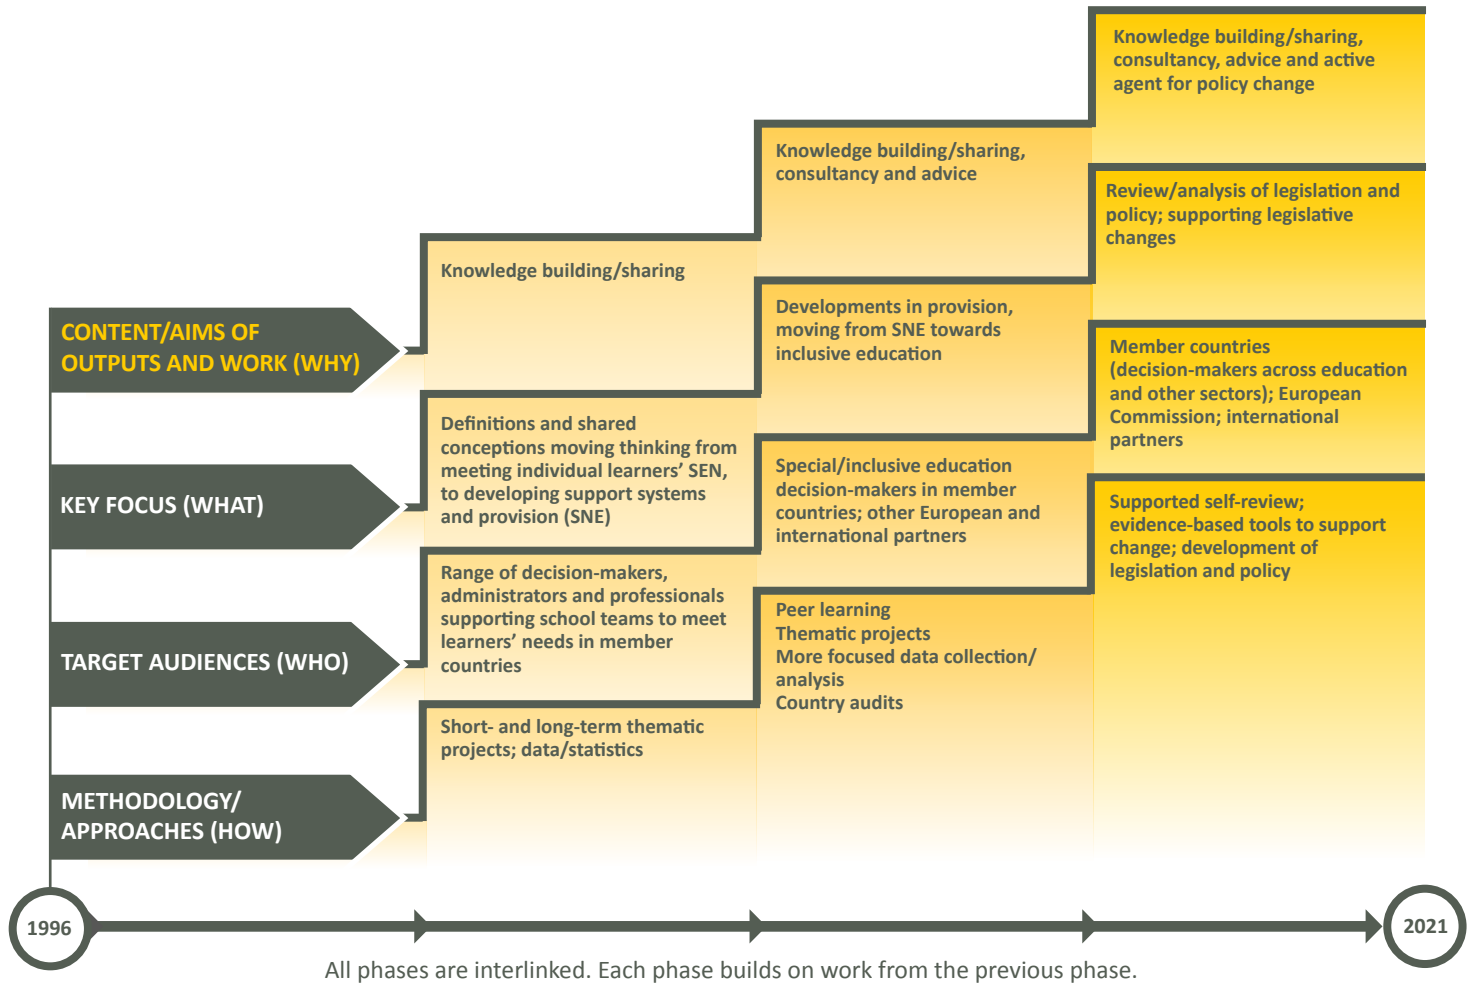 CONTENT/AIMS OF
OUTPUTS AND WORK (WHY)
Knowledge building/sharing
Knowledge building/sharing,
consultancy and advice
Knowledge building/sharing,
consultancy, advice and active
agent for policy change
KEY FOCUS (WHAT)
Definitions and shared
conceptions moving thinking from
meeting individual learners’ SEN,
to developing support systems
and provision (SNE)
Developments in provision,
moving from SNE towards
inclusive education
Review/analysis of legislation and
policy; supporting legislative
changes
TARGET AUDIENCES (WHO)
Range of decision-makers,
administrators and professionals
supporting school teams to meet
learners’ needs in member
countries
Special/inclusive education
decision-makers in member
countries; other European and
international partners
Member countries
(decision-makers across education
and other sectors); European
Commission; international
partners
METHODOLOGY/
APPROACHES (HOW)
Short- and long-term thematic
projects; data/statistics
Peer learning
Thematic projects
More focused data collection/
analysis
Country audits
Supported self-review;
evidence-based tools to support
change; development of
legislation and policy
1996
2021
All phases are interlinked. Each phase builds on work from the previous phase.